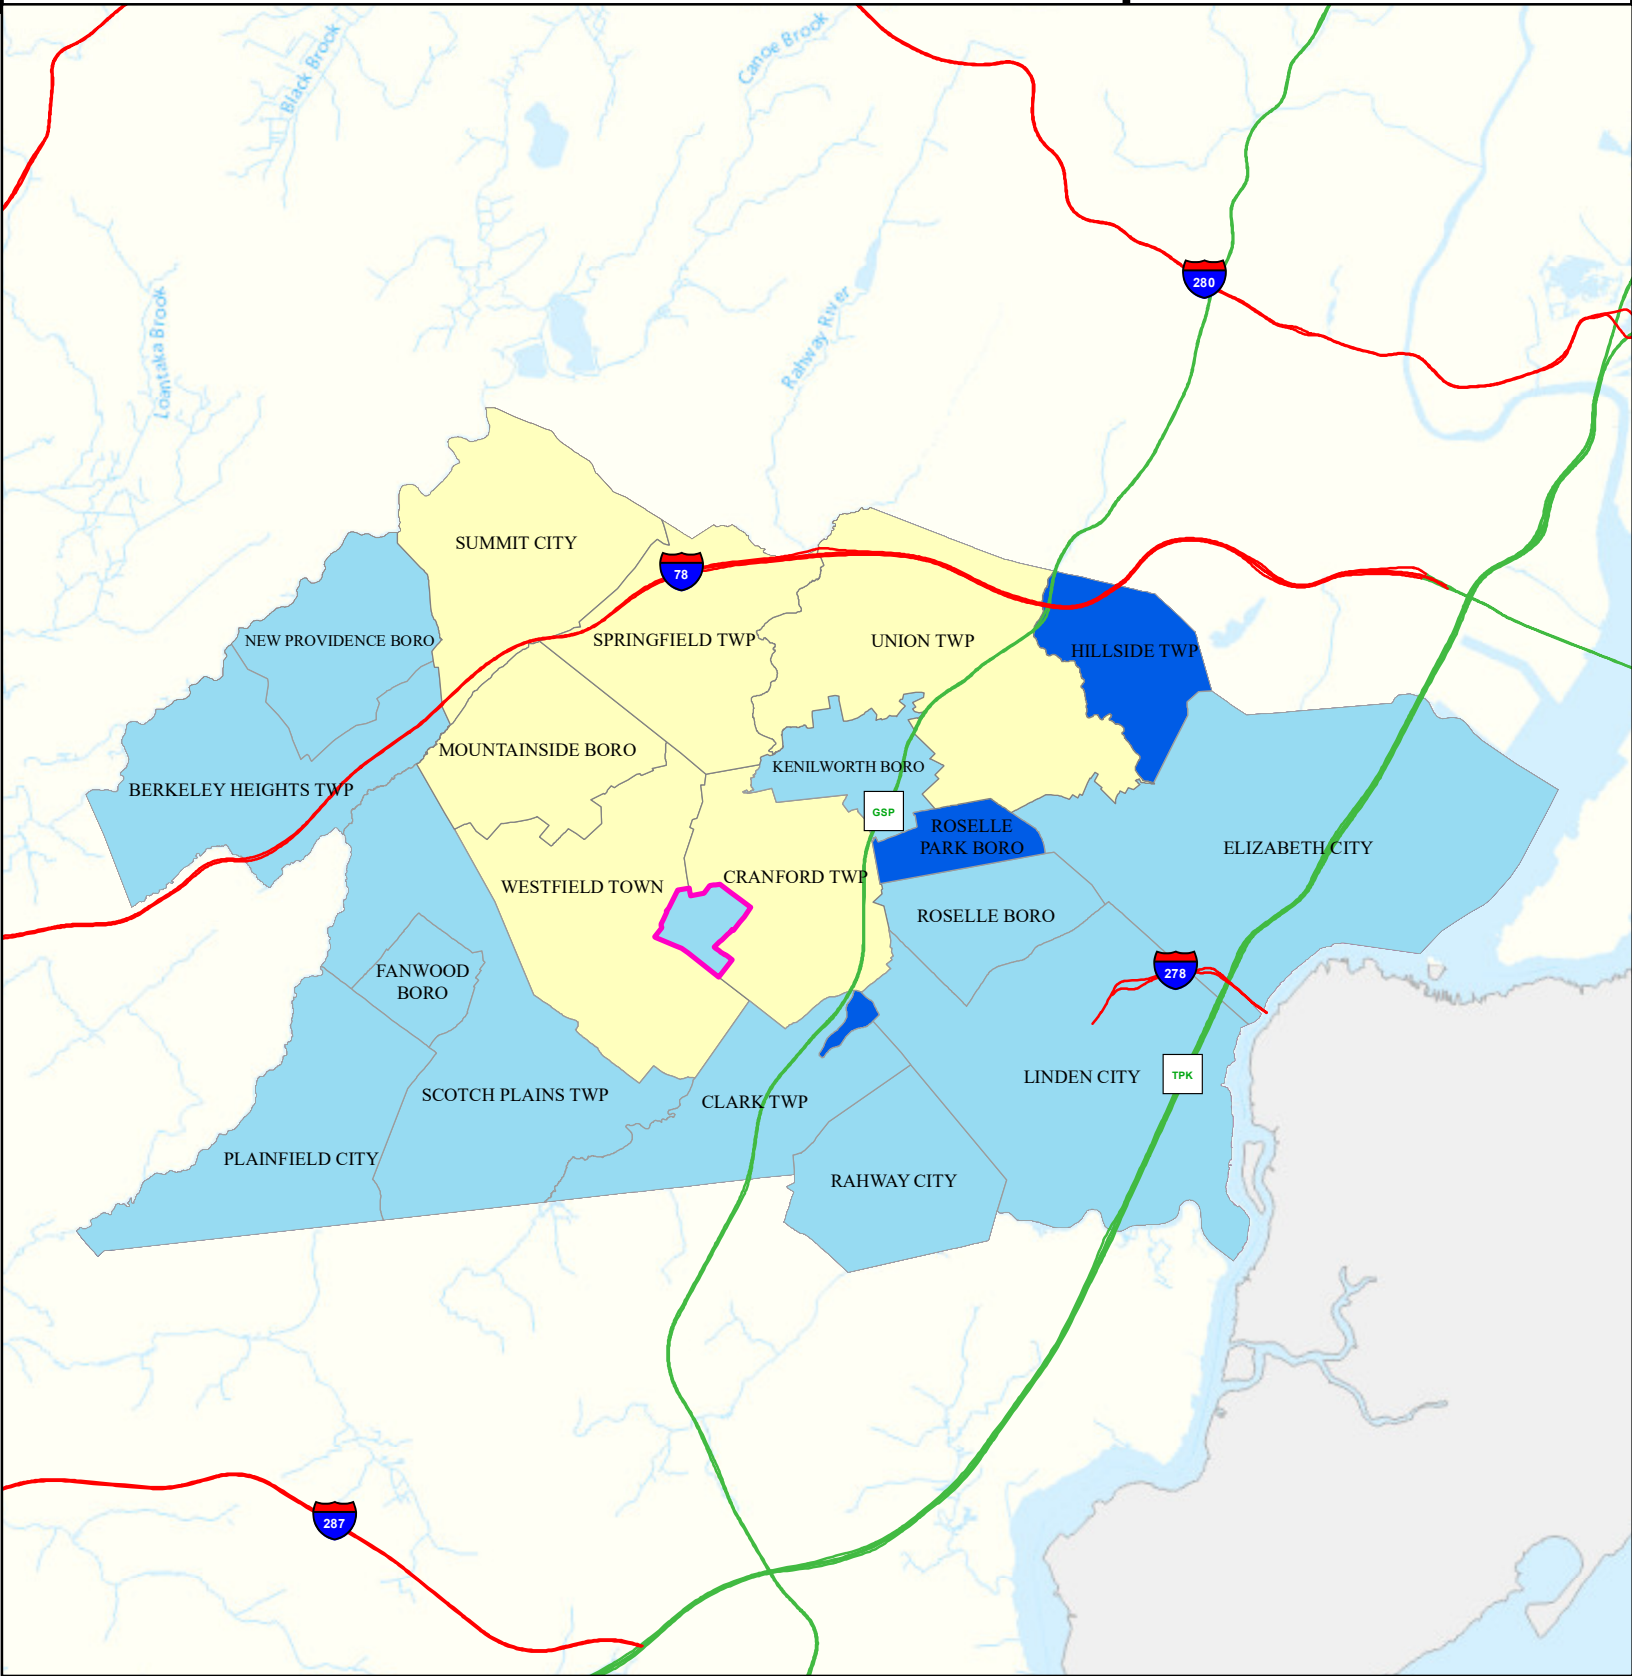 Black Brook
Canoe Brook
280
Loantaka Brook
Rahway River
SUMMIT CITY
78
NEW PROVIDENCE BORO
SPRINGFIELD TWP
UNION TWP
HILLSIDE TWP
MOUNTAINSIDE BORO
KENILWORTH BORO
BERKELEY HEIGHTS TWP
GSP
ROSELLE
PARK BORO
ELIZABETH CITY
WESTFIELD TOWN
CRANFORD TWP
ROSELLE BORO
FANWOOD
BORO
278
LINDEN CITY
TPK
SCOTCH PLAINS TWP
CLARK TWP
PLAINFIELD CITY
RAHWAY CITY
287